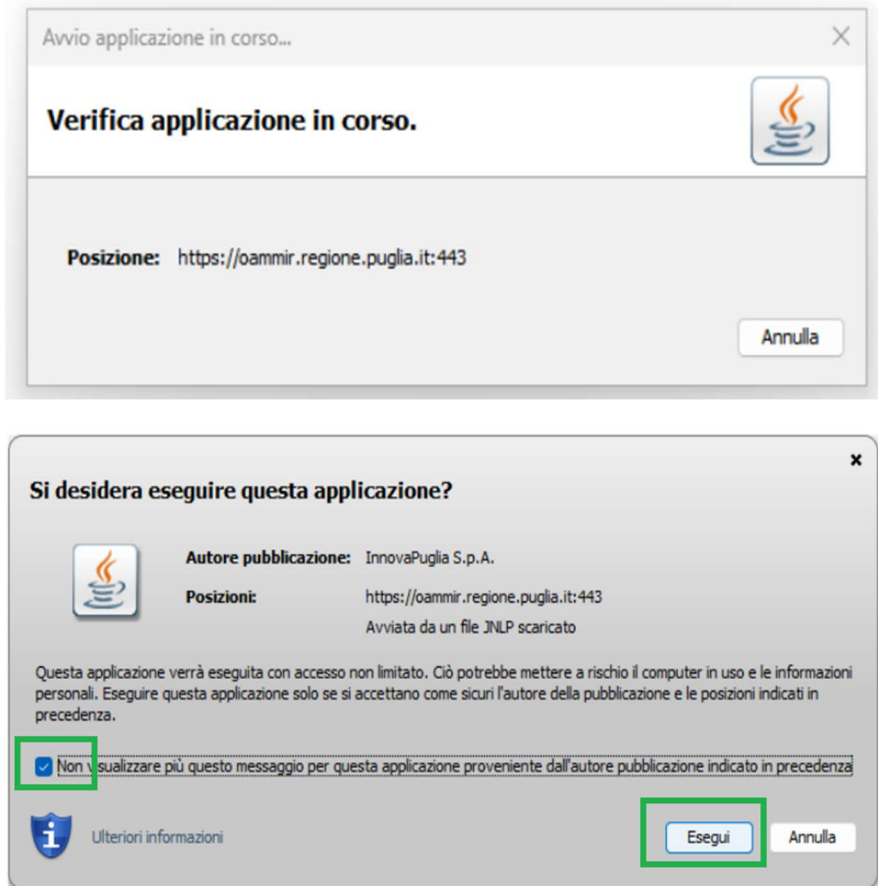 Avvio applicazione in corso...
Verifica applicazione in corso.
Posizione: https://oammir.regione.puglia.it:443
Annulla
Si desidera eseguire questa applicazione?
Autore pubblicazione: InnovaPuglia S.p.A.
Posizioni: https://oammir.regione.puglia.it:443
Avviata da un file JNLP scaricato
Questa applicazione verrà eseguita con accesso non limitato. Ciò potrebbe mettere a rischio il computer in uso e le informazioni
personali. Eseguire questa applicazione solo se si accettano come sicuri l'autore della pubblicazione e le posizioni indicati in
precedenza.
Non visualizzare più questo messaggio per questa applicazione proveniente dall'autore pubblicazione indicato in precedenza
Ulteriori informazioni
Esegui Annulla